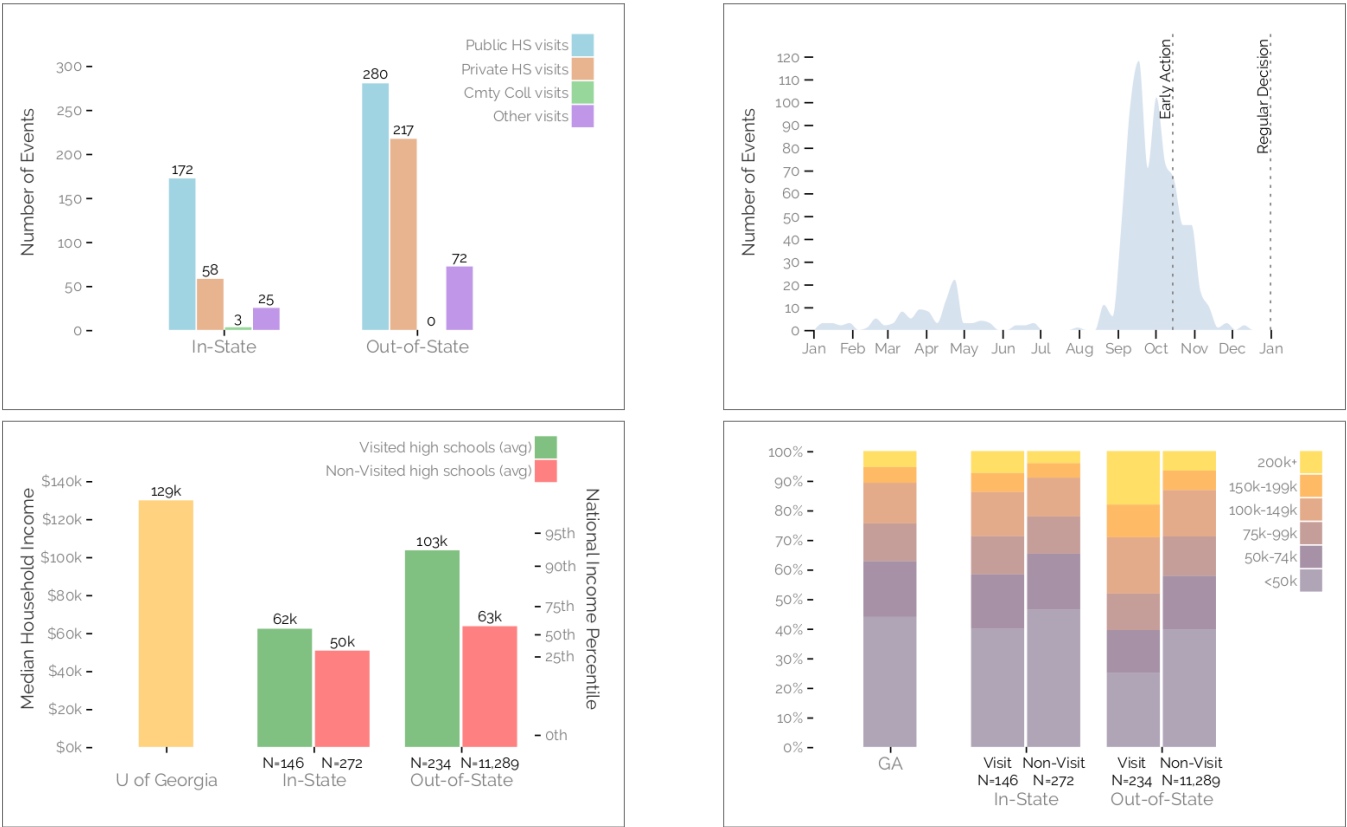 Public HS visits
Private HS visits
Cmty Coll visits
Other visits
Number of Events
300
250
200
150
100
50
0
172
58
3
25
280
217
0
72
In-State
Out-of-State
Number of Events
120
110
100
90
80
70
60
50
40
30
20
10
0
Early Action
Regular Decision
Jan Feb Mar Apr May Jun Jul Aug Sep Oct Nov Dec Jan
Visited high schools (avg)
Non-Visited high schools (avg)
Median Household Income
$140k
$120k
$100k
$80k
$60k
$40k
$20k
$0k
129k
62k
50k
103k
63k
National Income Percentile
95th
90th
75th
50th
25th
0th
N=146 N=272 N=234 N=11,289
U of Georgia In-State Out-of-State
100%
90%
80%
70%
60%
50%
40%
30%
20%
10%
0%
200k+
150k-199k
100k-149k
75k-99k
50k-74k
<50k
GA
Visit Non-Visit Visit Non-Visit
N=146 N=272 N=234 N=11,289
In-State Out-of-State